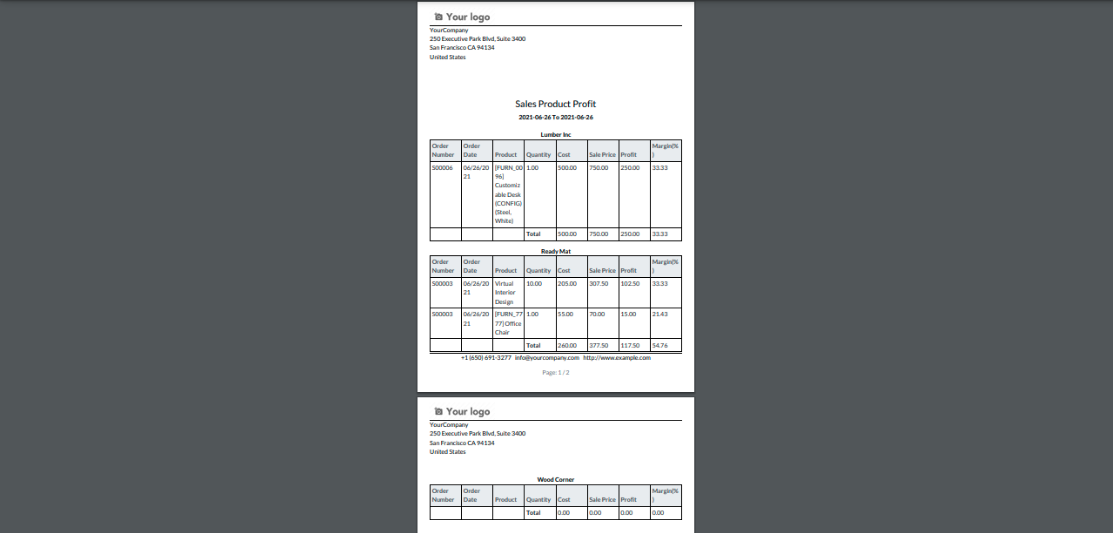 Your logo
YourCompany
250 Executive Park Blvd, Suite 3400
San Francisco CA 94134
United States
Sales Product Profit
2021-06-26 To 2021-06-26
Lumber Inc
Order Number Order Date Product Quantity Cost Sale Price Profit Margin(%)
S00006 06/26/2021 [FURN_0096] Customizable Desk (CONFIG) (Steel, White) 1.00 500.00 750.00 250.00 33.33
Total 500.00 750.00 250.00 33.33
Ready Mat
Order Number Order Date Product Quantity Cost Sale Price Profit Margin(%)
S00003 06/26/2021 Virtual Interior Design 10.00 205.00 307.50 102.50 33.33
S00003 06/26/2021 [FURN_7777] Office Chair 1.00 55.00 70.00 15.00 21.43
Total 260.00 377.50 117.50 54.76
+1 (650) 691-3277 info@yourcompany.com http://www.example.com
Page: 1 / 2
Your logo
YourCompany
250 Executive Park Blvd, Suite 3400
San Francisco CA 94134
United States
Wood Corner
Order Number Order Date Product Quantity Cost Sale Price Profit Margin(%)
Total 0.00 0.00 0.00 0.00